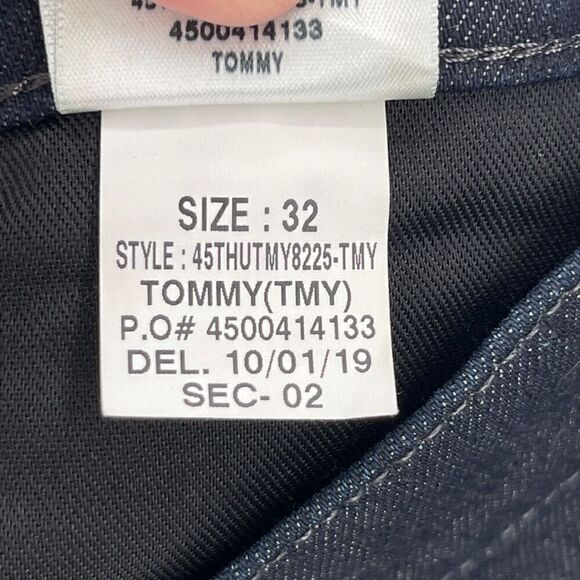 4500414133
TOMMY
SIZE : 32
STYLE : 45THUTMY8225-TMY
TOMMY(TMY)
P.O# 4500414133
DEL. 10/01/19
SEC- 02